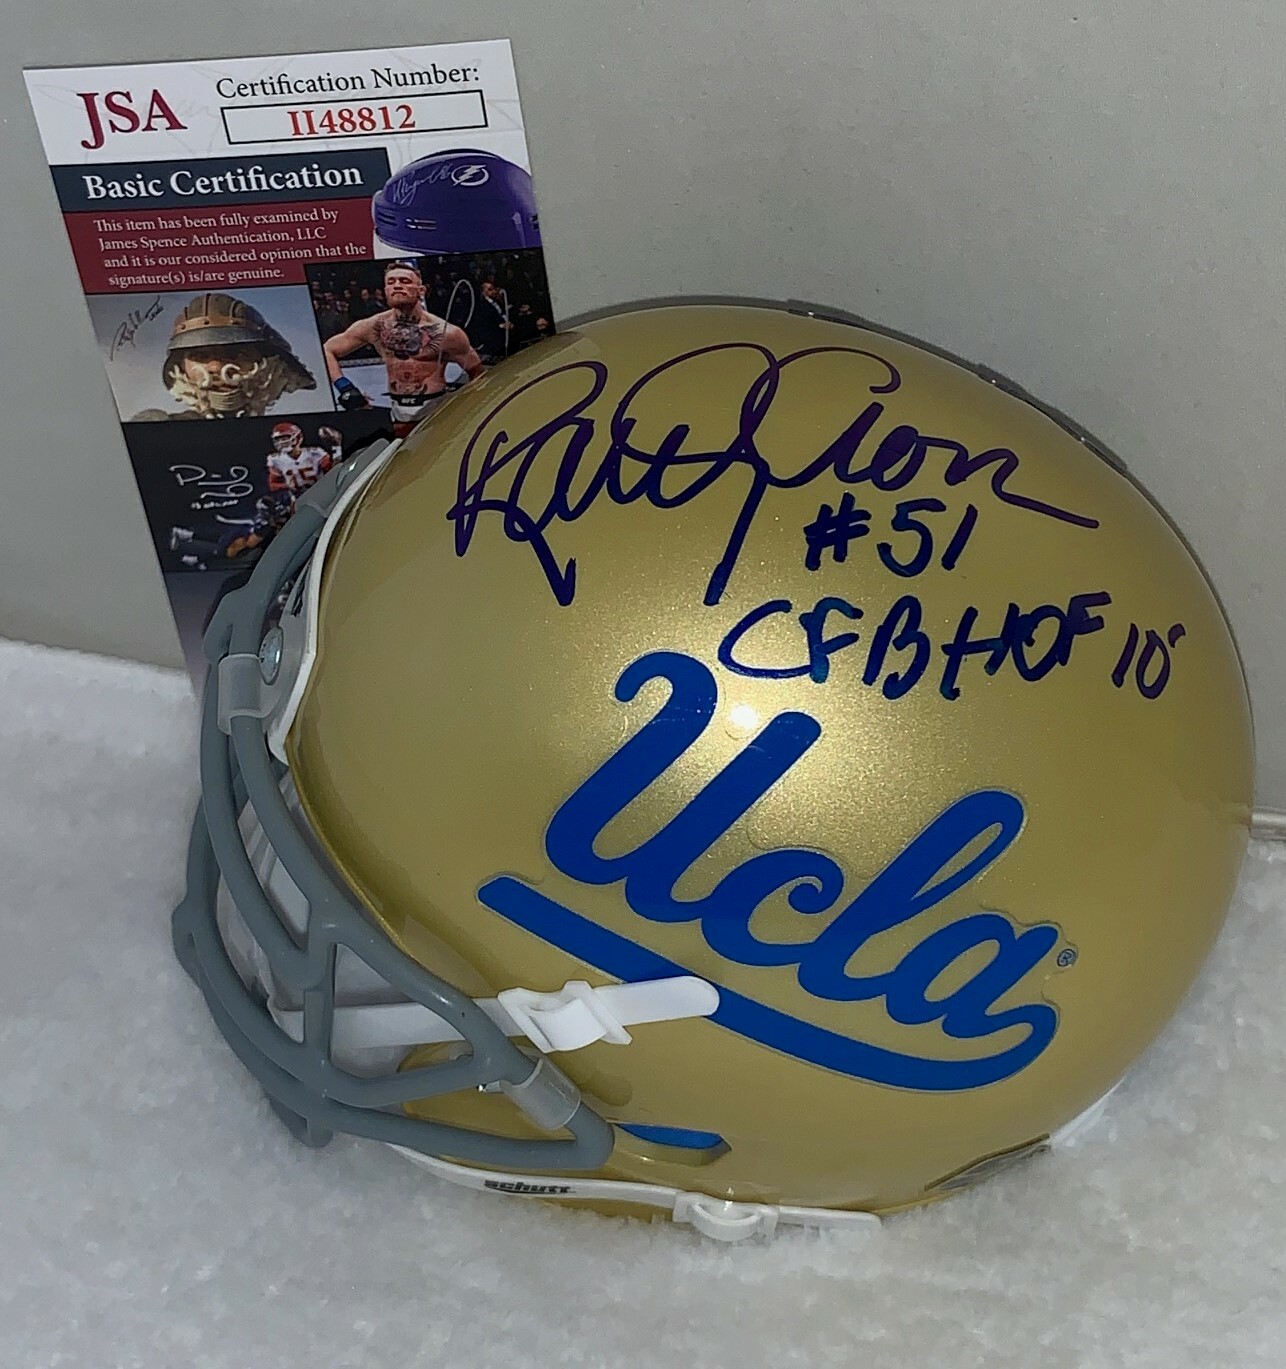 JSA
Certification Number:
II48812
Basic Certification
This item has been fully examined by
James Spence Authentication, LLC
and it is our considered opinion that the
signature(s) is/are genuine.
#51
CFB HOF 10'
Ucla
®
schutt